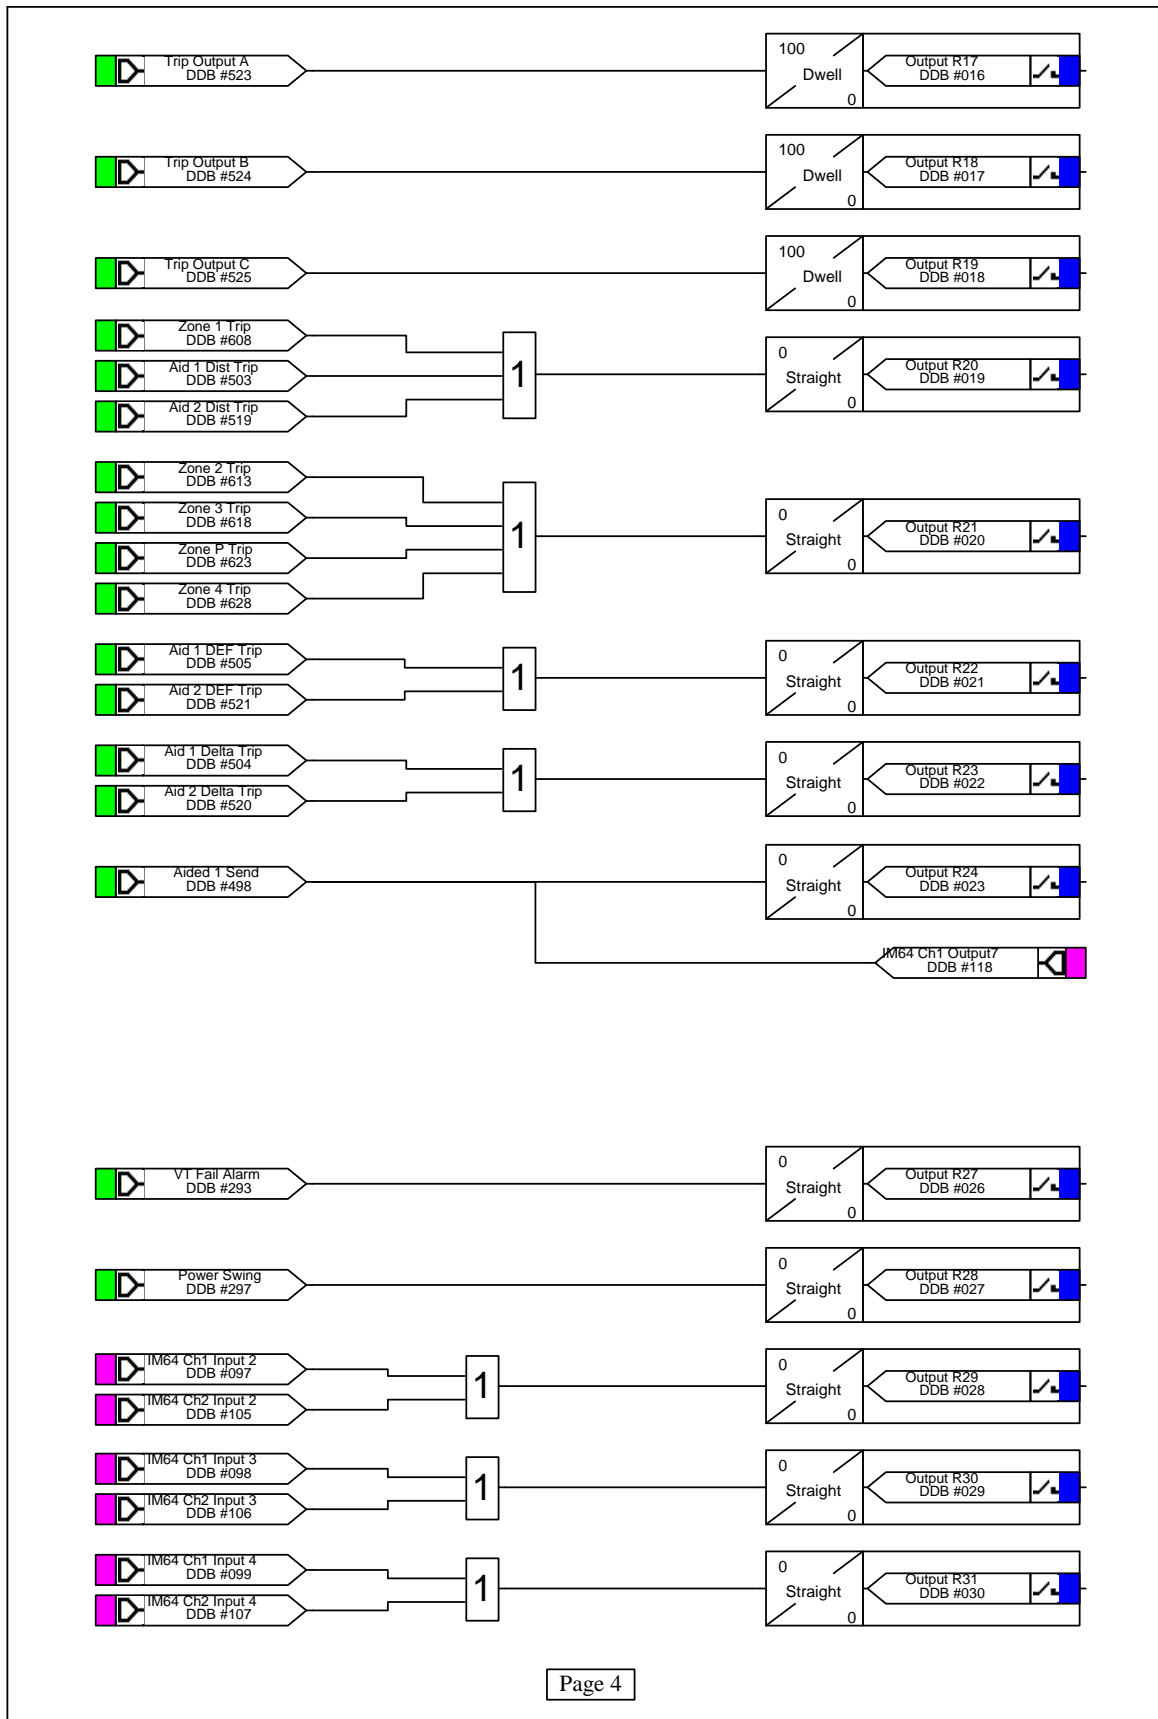 Trip Output A
DDB #523
100
Dwell
0
Output R17
DDB #016
Trip Output B
DDB #524
100
Dwell
0
Output R18
DDB #017
Trip Output C
DDB #525
100
Dwell
0
Output R19
DDB #018
Zone 1 Trip
DDB #608
Aid 1 Dist Trip
DDB #503
Aid 2 Dist Trip
DDB #519
1
0
Straight
0
Output R20
DDB #019
Zone 2 Trip
DDB #613
Zone 3 Trip
DDB #618
Zone P Trip
DDB #623
Zone 4 Trip
DDB #628
1
0
Straight
0
Output R21
DDB #020
Aid 1 DEF Trip
DDB #505
Aid 2 DEF Trip
DDB #521
1
0
Straight
0
Output R22
DDB #021
Aid 1 Delta Trip
DDB #504
Aid 2 Delta Trip
DDB #520
1
0
Straight
0
Output R23
DDB #022
Aided 1 Send
DDB #498
0
Straight
0
Output R24
DDB #023
IM64 Ch1 Output7
DDB #118
VT Fail Alarm
DDB #293
0
Straight
0
Output R27
DDB #026
Power Swing
DDB #297
0
Straight
0
Output R28
DDB #027
IM64 Ch1 Input 2
DDB #097
IM64 Ch2 Input 2
DDB #105
1
0
Straight
0
Output R29
DDB #028
IM64 Ch1 Input 3
DDB #098
IM64 Ch2 Input 3
DDB #106
1
0
Straight
0
Output R30
DDB #029
IM64 Ch1 Input 4
DDB #099
IM64 Ch2 Input 4
DDB #107
1
0
Straight
0
Output R31
DDB #030
Page 4